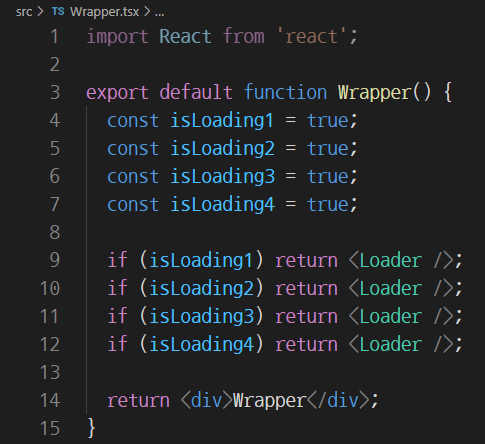 src > TS Wrapper.tsx > ...
1 import React from 'react';
2
3 export default function Wrapper() {
4   const isLoading1 = true;
5   const isLoading2 = true;
6   const isLoading3 = true;
7   const isLoading4 = true;
8
9   if (isLoading1) return <Loader />;
10   if (isLoading2) return <Loader />;
11   if (isLoading3) return <Loader />;
12   if (isLoading4) return <Loader />;
13
14   return <div>Wrapper</div>;
15 }